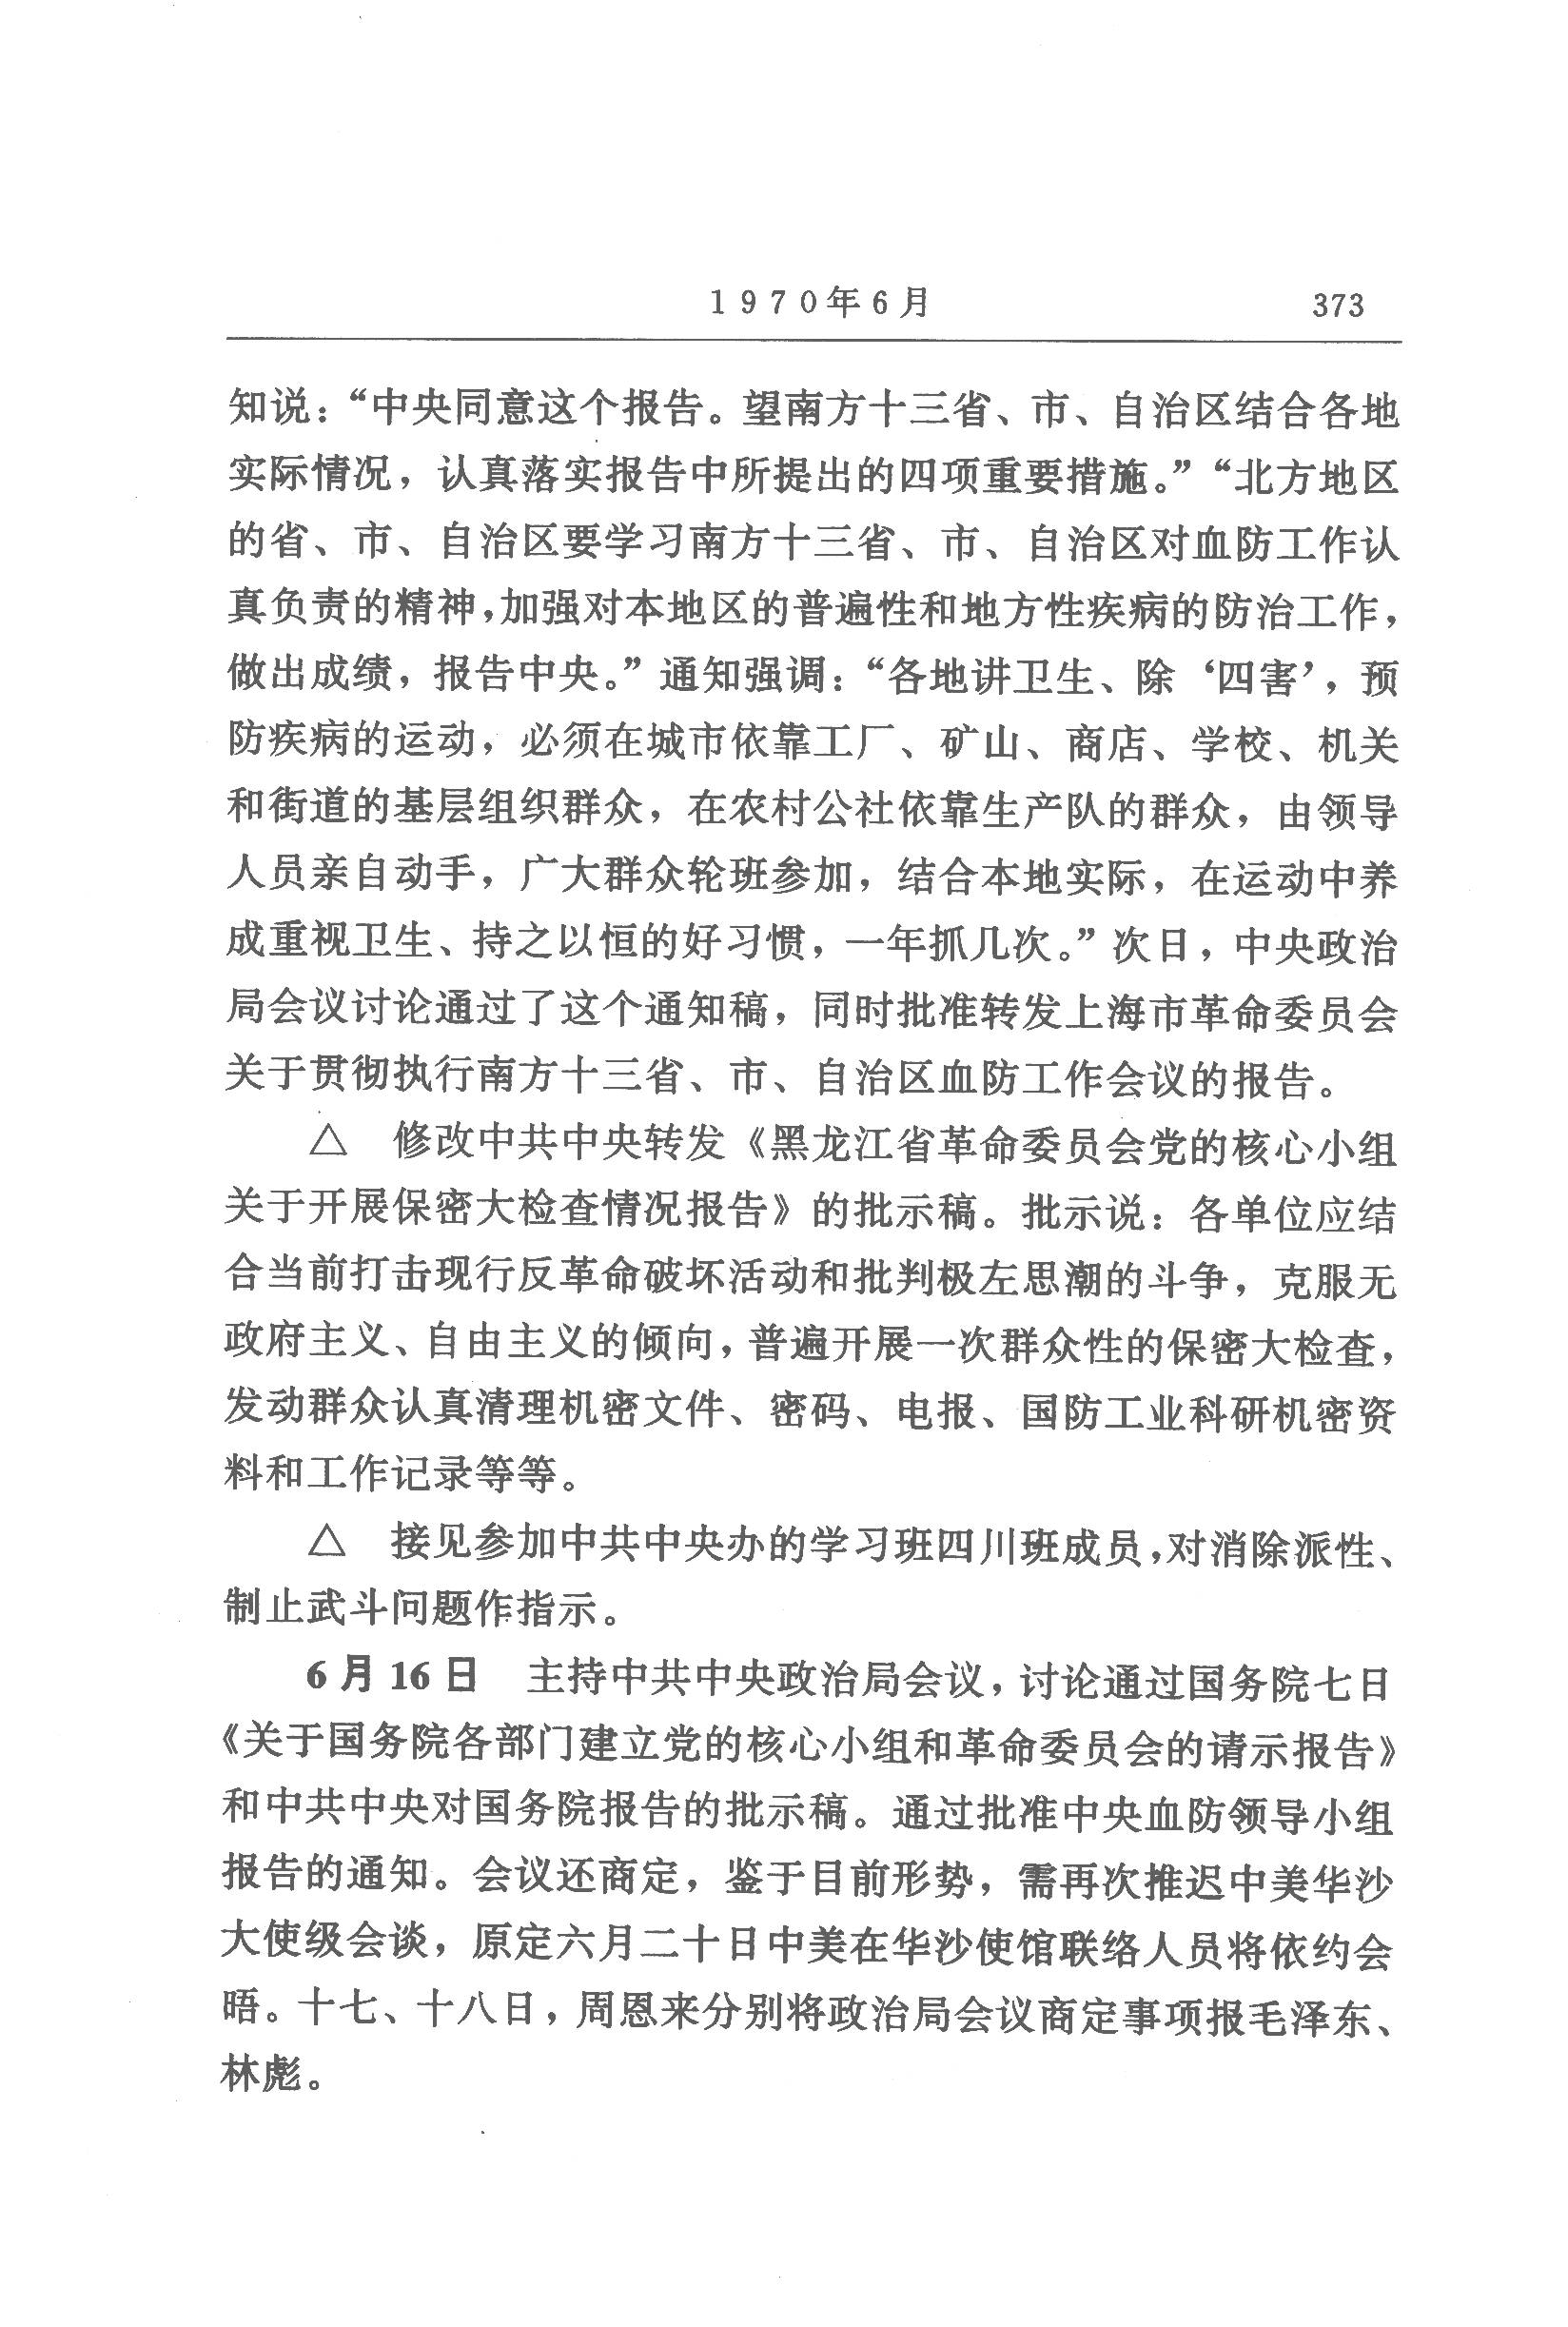 1970年6月 373
知说：“中央同意这个报告。望南方十三省、市、自治区结合各地
实际情况，认真落实报告中所提出的四项重要措施。”“北方地区
的省、市、自治区要学习南方十三省、市、自治区对血防工作认
真负责的精神，加强对本地区的普遍性和地方性疾病的防治工作，
做出成绩，报告中央。”通知强调：“各地讲卫生、除‘四害’，预
防疾病的运动，必须在城市依靠工厂、矿山、商店、学校、机关
和街道的基层组织群众，在农村公社依靠生产队的群众，由领导
人员亲自动手，广大群众轮班参加，结合本地实际，在运动中养
成重视卫生、持之以恒的好习惯，一年抓几次。”次日，中央政治
局会议讨论通过了这个通知稿，同时批准转发上海市革命委员会
关于贯彻执行南方十三省、市、自治区血防工作会议的报告。
△ 修改中共中央转发《黑龙江省革命委员会党的核心小组
关于开展保密大检查情况报告》的批示稿。批示说：各单位应结
合当前打击现行反革命破坏活动和批判极左思潮的斗争，克服无
政府主义、自由主义的倾向，普遍开展一次群众性的保密大检查，
发动群众认真清理机密文件、密码、电报、国防工业科研机密资
料和工作记录等等。
△ 接见参加中共中央办的学习班四川班成员，对消除派性、
制止武斗问题作指示。
6月16日 主持中共中央政治局会议，讨论通过国务院七日
《关于国务院各部门建立党的核心小组和革命委员会的请示报告》
和中共中央对国务院报告的批示稿。通过批准中央血防领导小组
报告的通知。会议还商定，鉴于目前形势，需再次推迟中美华沙
大使级会谈，原定六月二十日中美在华沙使馆联络人员将依约会
晤。十七、十八日，周恩来分别将政治局会议商定事项报毛泽东、
林彪。